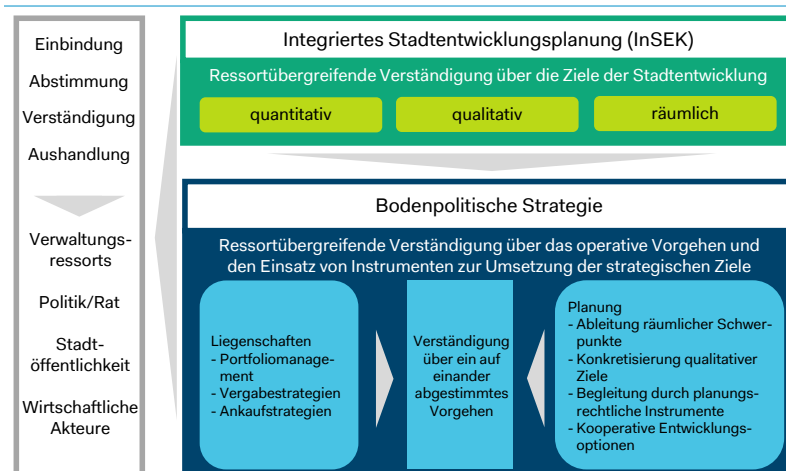 Einbindung
Abstimmung
Verständigung
Aushandlung
Verwaltungs-
ressorts
Politik/Rat
Stadt-
öffentlichkeit
Wirtschaftliche
Akteure
Integriertes Stadtentwicklungsplanung (InSEK)
Ressortübergreifende Verständigung über die Ziele der Stadtentwicklung
quantitativ
qualitativ
räumlich
Bodenpolitische Strategie
Ressortübergreifende Verständigung über das operative Vorgehen und
den Einsatz von Instrumenten zur Umsetzung der strategischen Ziele
Liegenschaften
- Portfoliomanage-
ment
- Vergabestrategien
- Ankaufstrategien
Verständigung
über ein auf
einander
abgestimmtes
Vorgehen
Planung
- Ableitung räumlicher Schwer-
punkte
- Konkretisierung qualitativer
Ziele
- Begleitung durch planungs-
rechtliche Instrumente
- Kooperative Entwicklungs-
optionen